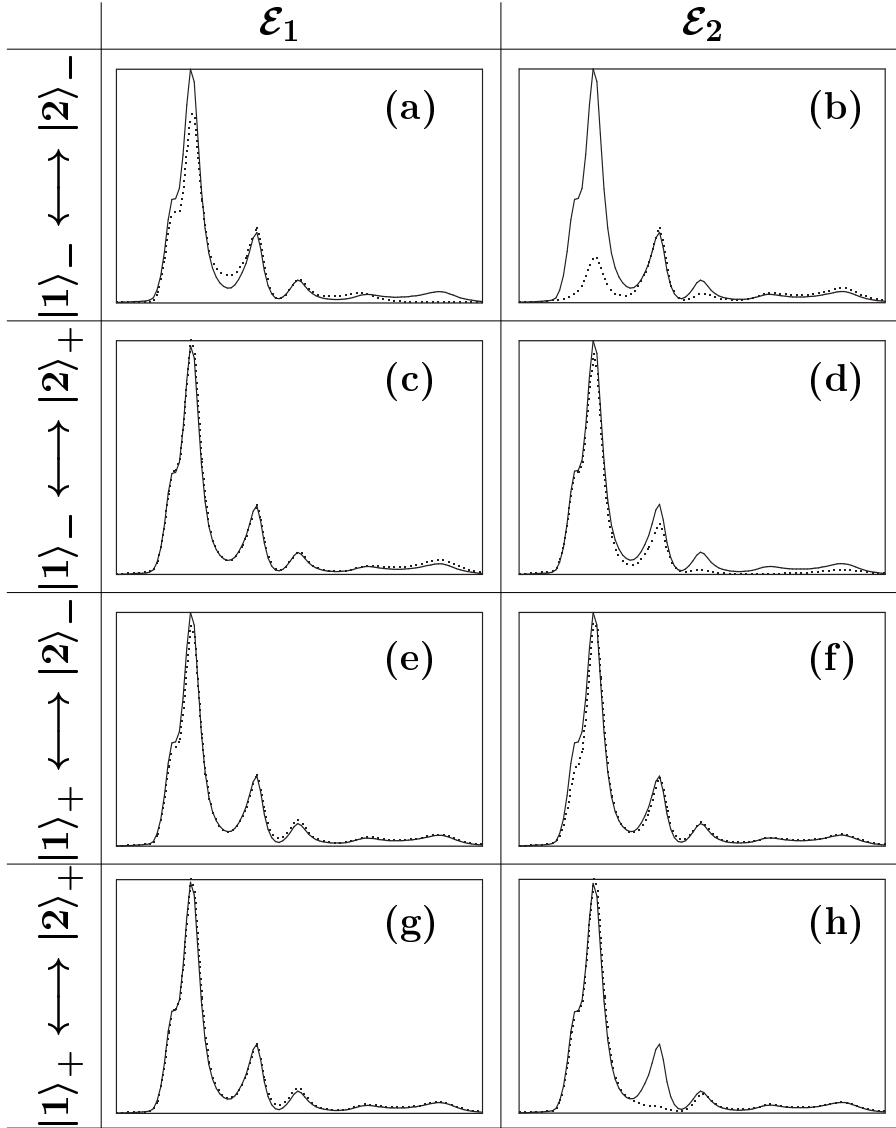 𝓔₁ 𝓔₂
|1⟩₋ ⟷ |2⟩₋
(a) (b)
|1⟩₋ ⟷ |2⟩₊
(c) (d)
|1⟩₊ ⟷ |2⟩₋
(e) (f)
|1⟩₊ ⟷ |2⟩₊
(g) (h)